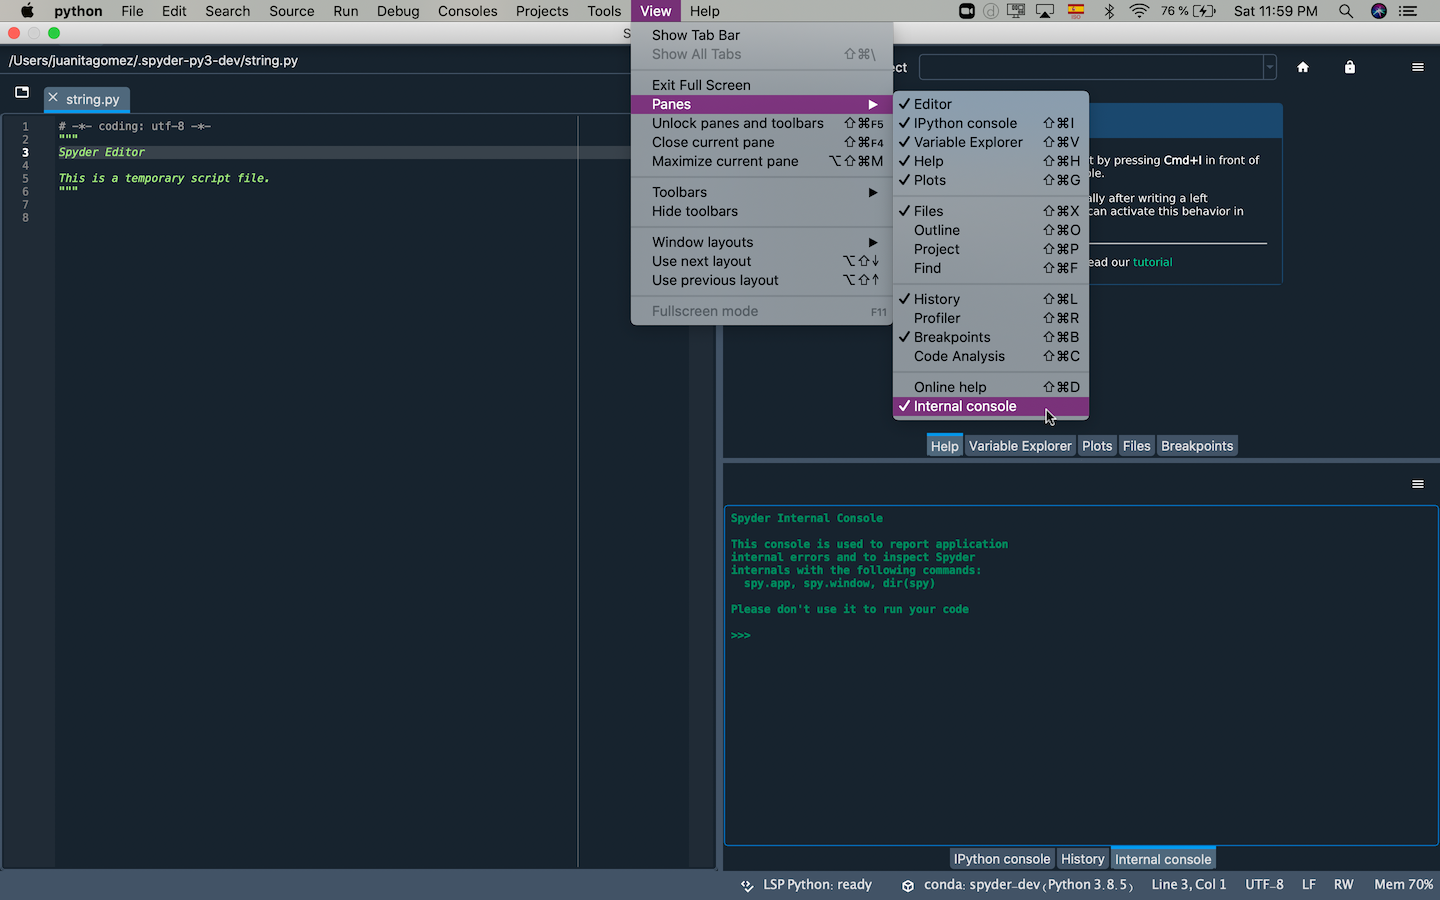 python File Edit Search Source Run Debug Consoles Projects Tools View Help 76 % Sat 11:59 PM
S
/Users/juanitagomez/.spyder-py3-dev/string.py
ect
string.py
1 # -*- coding: utf-8 -*-
2 """
3 Spyder Editor
4
5 This is a temporary script file.
6 """
7
8
Show Tab Bar
Show All Tabs ⇧⌘\
Exit Full Screen
Panes
Unlock panes and toolbars ⇧⌘F5
Close current pane ⇧⌘F4
Maximize current pane ⌥⇧⌘M
Toolbars
Hide toolbars
Window layouts
Use next layout ⌥⇧↓
Use previous layout ⌥⇧↑
Fullscreen mode F11
✓ Editor
✓ IPython console ⇧⌘I
✓ Variable Explorer ⇧⌘V
✓ Help ⇧⌘H
✓ Plots ⇧⌘G
✓ Files ⇧⌘X
Outline ⇧⌘O
Project ⇧⌘P
Find ⇧⌘F
✓ History ⇧⌘L
Profiler ⇧⌘R
✓ Breakpoints ⇧⌘B
Code Analysis ⇧⌘C
Online help ⇧⌘D
✓ Internal console
t by pressing Cmd+I in front of
ole.
ally after writing a left
can activate this behavior in
ead our tutorial
Help Variable Explorer Plots Files Breakpoints
Spyder Internal Console
This console is used to report application
internal errors and to inspect Spyder
internals with the following commands:
spy.app, spy.window, dir(spy)
Please don't use it to run your code
>>>
IPython console History Internal console
LSP Python: ready conda: spyder-dev (Python 3.8.5) Line 3, Col 1 UTF-8 LF RW Mem 70%